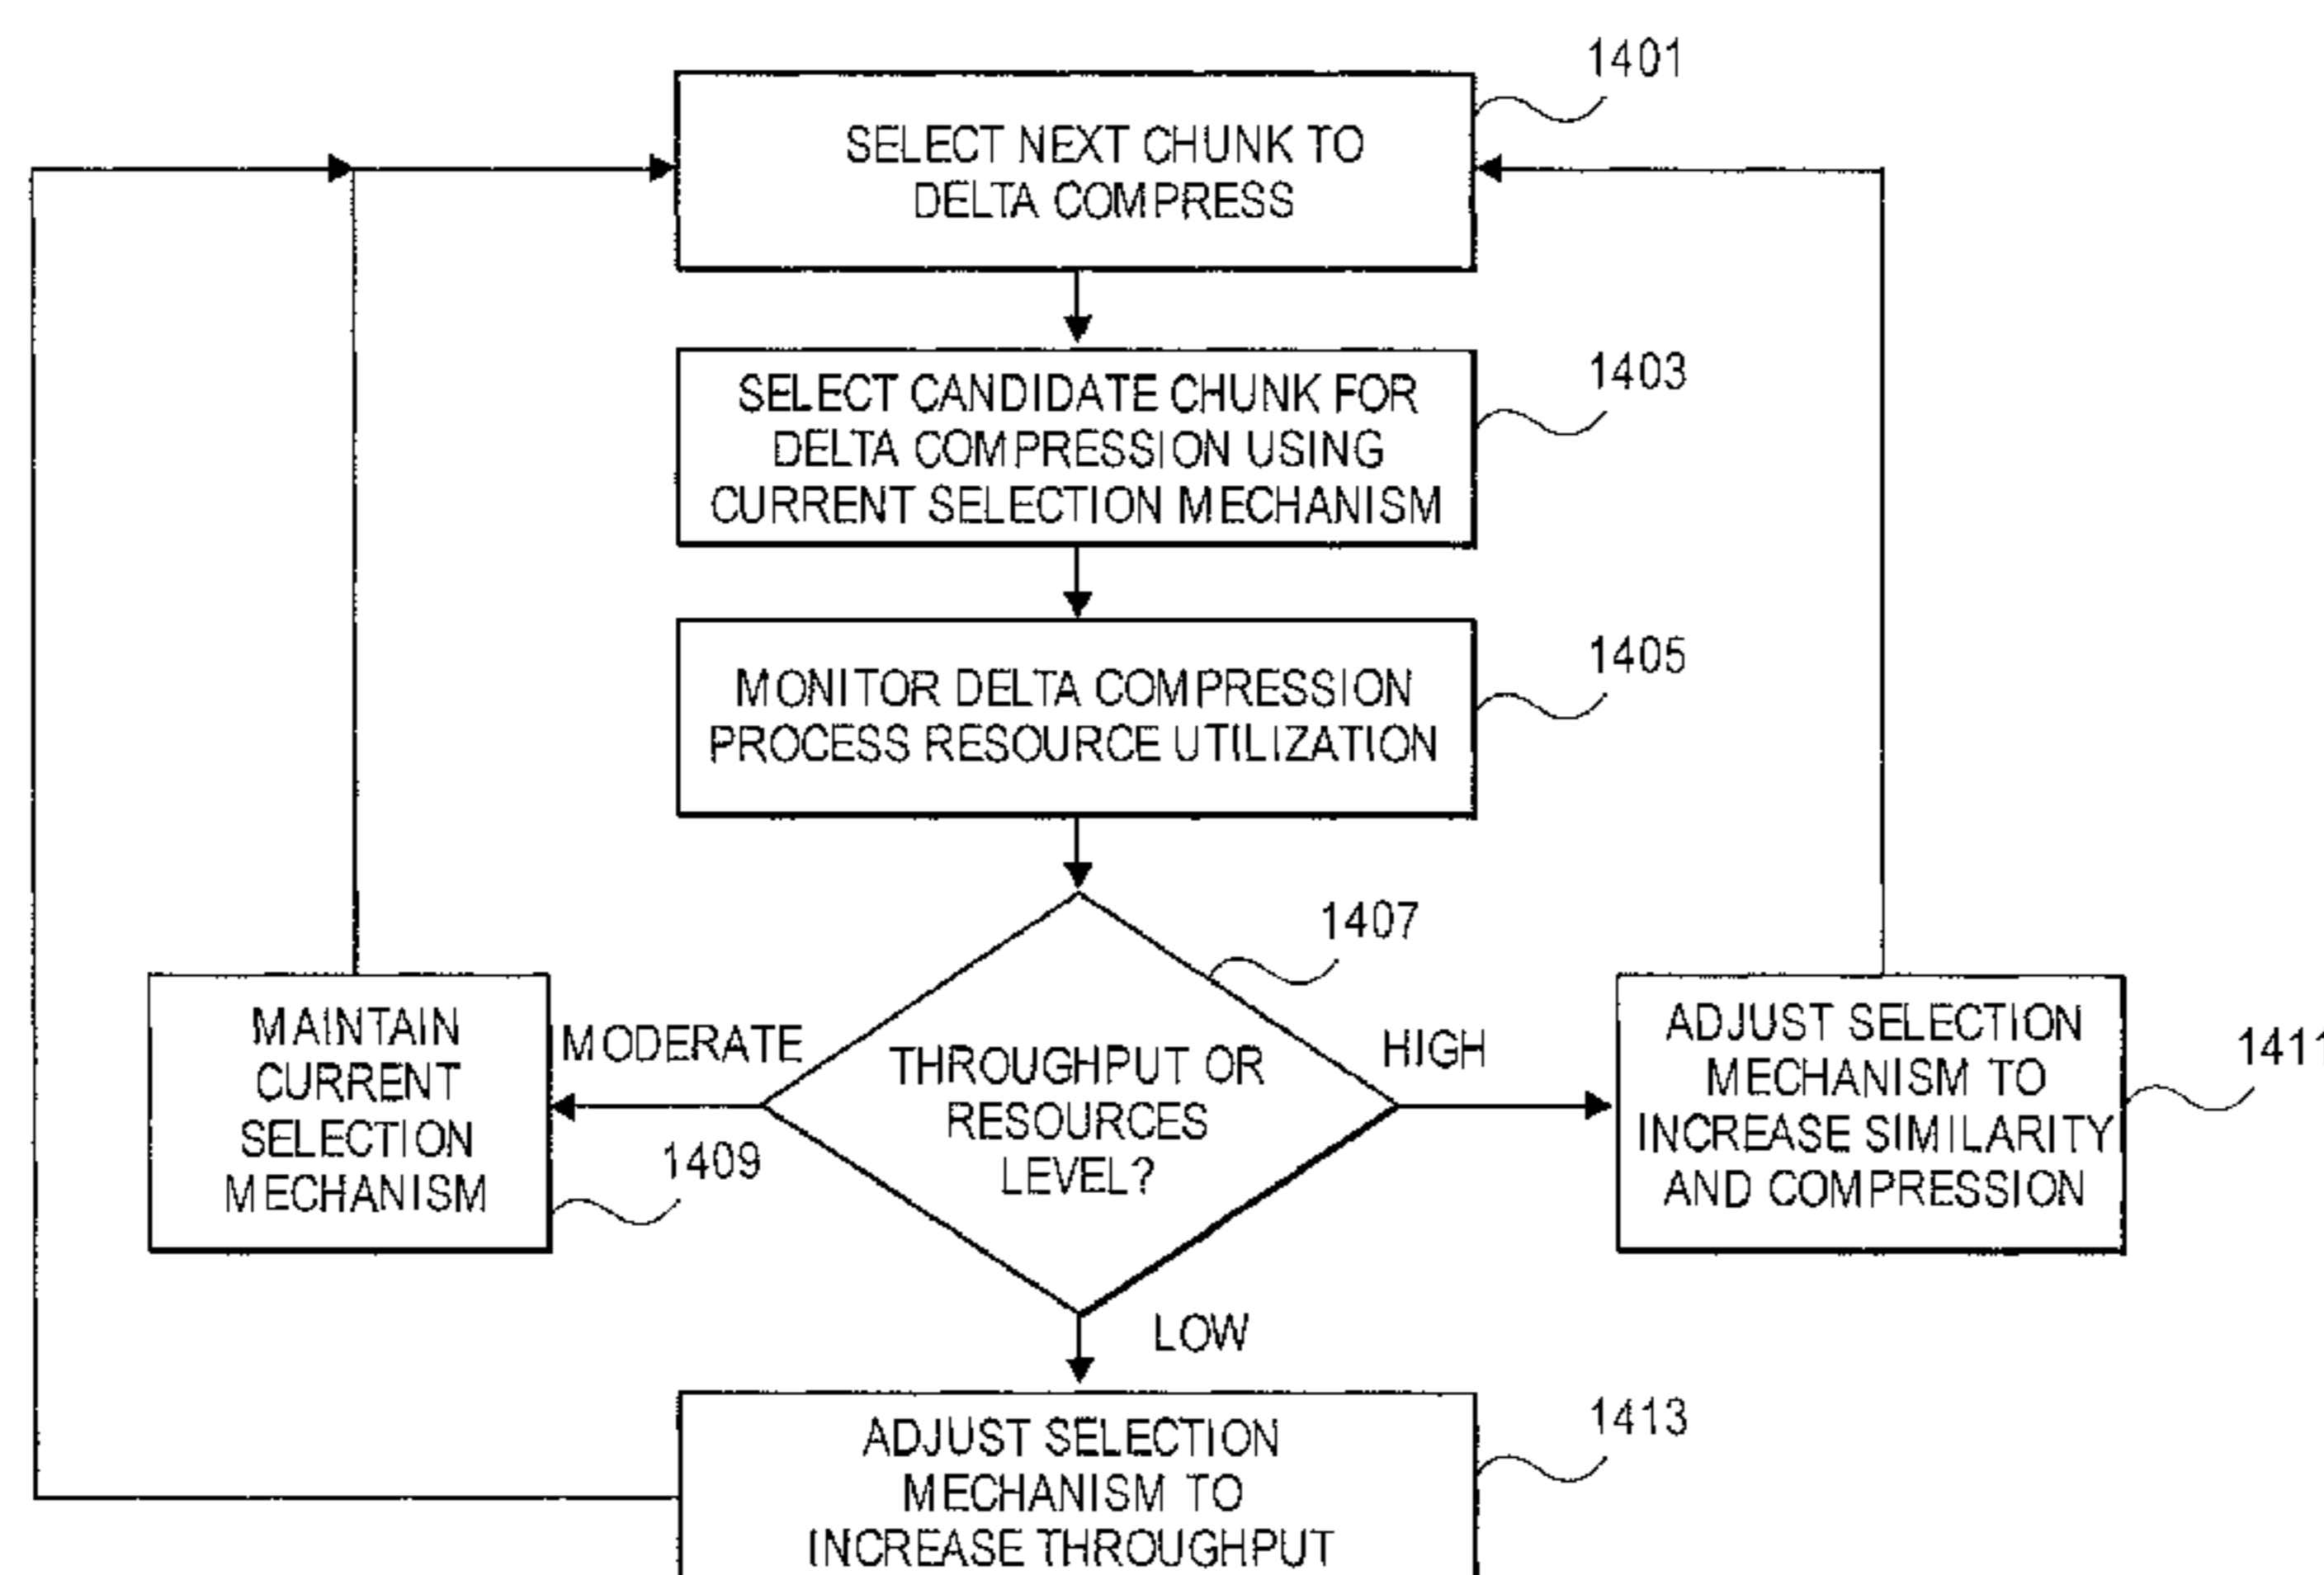 1401
SELECT NEXT CHUNK TO
DELTA COMPRESS
1403
SELECT CANDIDATE CHUNK FOR
DELTA COMPRESSION USING
CURRENT SELECTION MECHANISM
1405
MONITOR DELTA COMPRESSION
PROCESS RESOURCE UTILIZATION
1407
MAINTAIN
CURRENT
SELECTION
MECHANISM
1409
MODERATE
THROUGHPUT OR
RESOURCES
LEVEL?
HIGH
ADJUST SELECTION
MECHANISM TO
INCREASE SIMILARITY
AND COMPRESSION
1411
LOW
1413
ADJUST SELECTION
MECHANISM TO
INCREASE THROUGHPUT